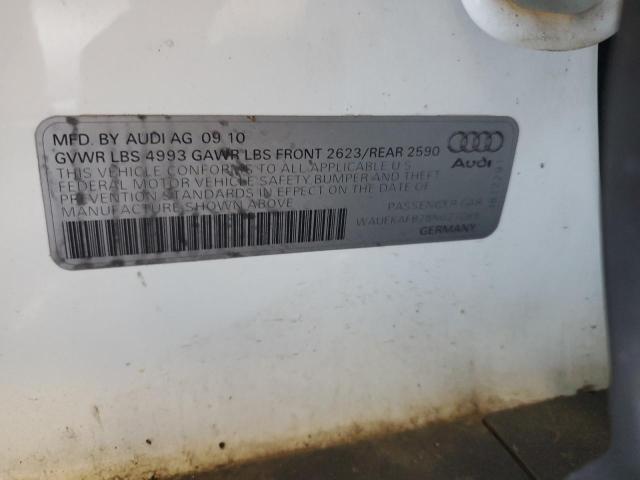 MFD. BY AUDI AG 09 10
GVWR LBS 4993 GAWR LBS FRONT 2623/REAR 2590
THIS VEHICLE CONFORMS TO ALL APPLICABLE U.S.
FEDERAL MOTOR VEHICLE SAFETY BUMPER AND THEFT
PREVENTION STANDARDS IN EFFECT ON THE DATE OF
MANUFACTURE SHOWN ABOVE
Audi
PASSENGER CAR
GERMANY